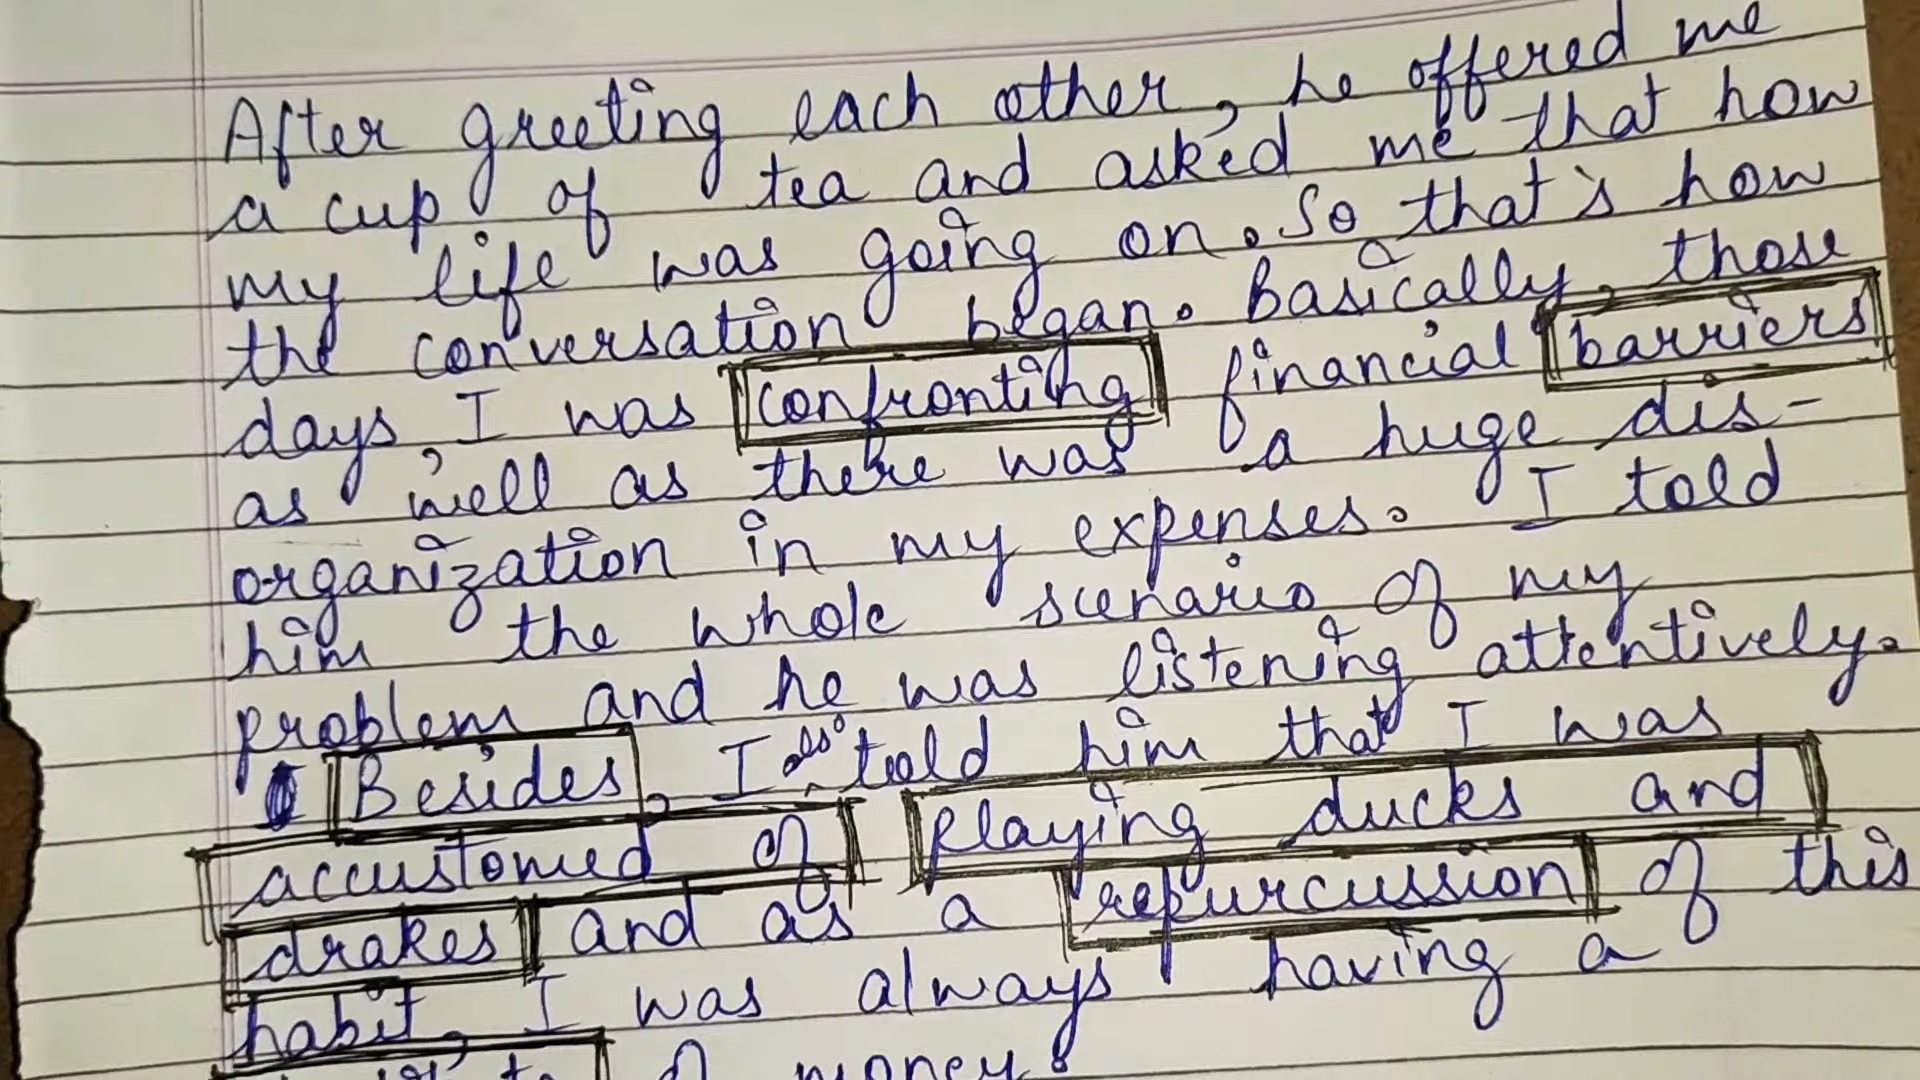 After greeting each other, he offered me
a cup of tea and asked me that how
my life was going on. So that's how
the conversation began. Basically, those
days, I was confronting financial barriers
as well as there was a huge dis-
organization in my expenses. I told
him the whole scenario of my
problem and he was listening attentively.
Besides, I also told him that I was
accustomed of playing ducks and
drakes and as a repurcussion of this
habit, I was always having a
of money.